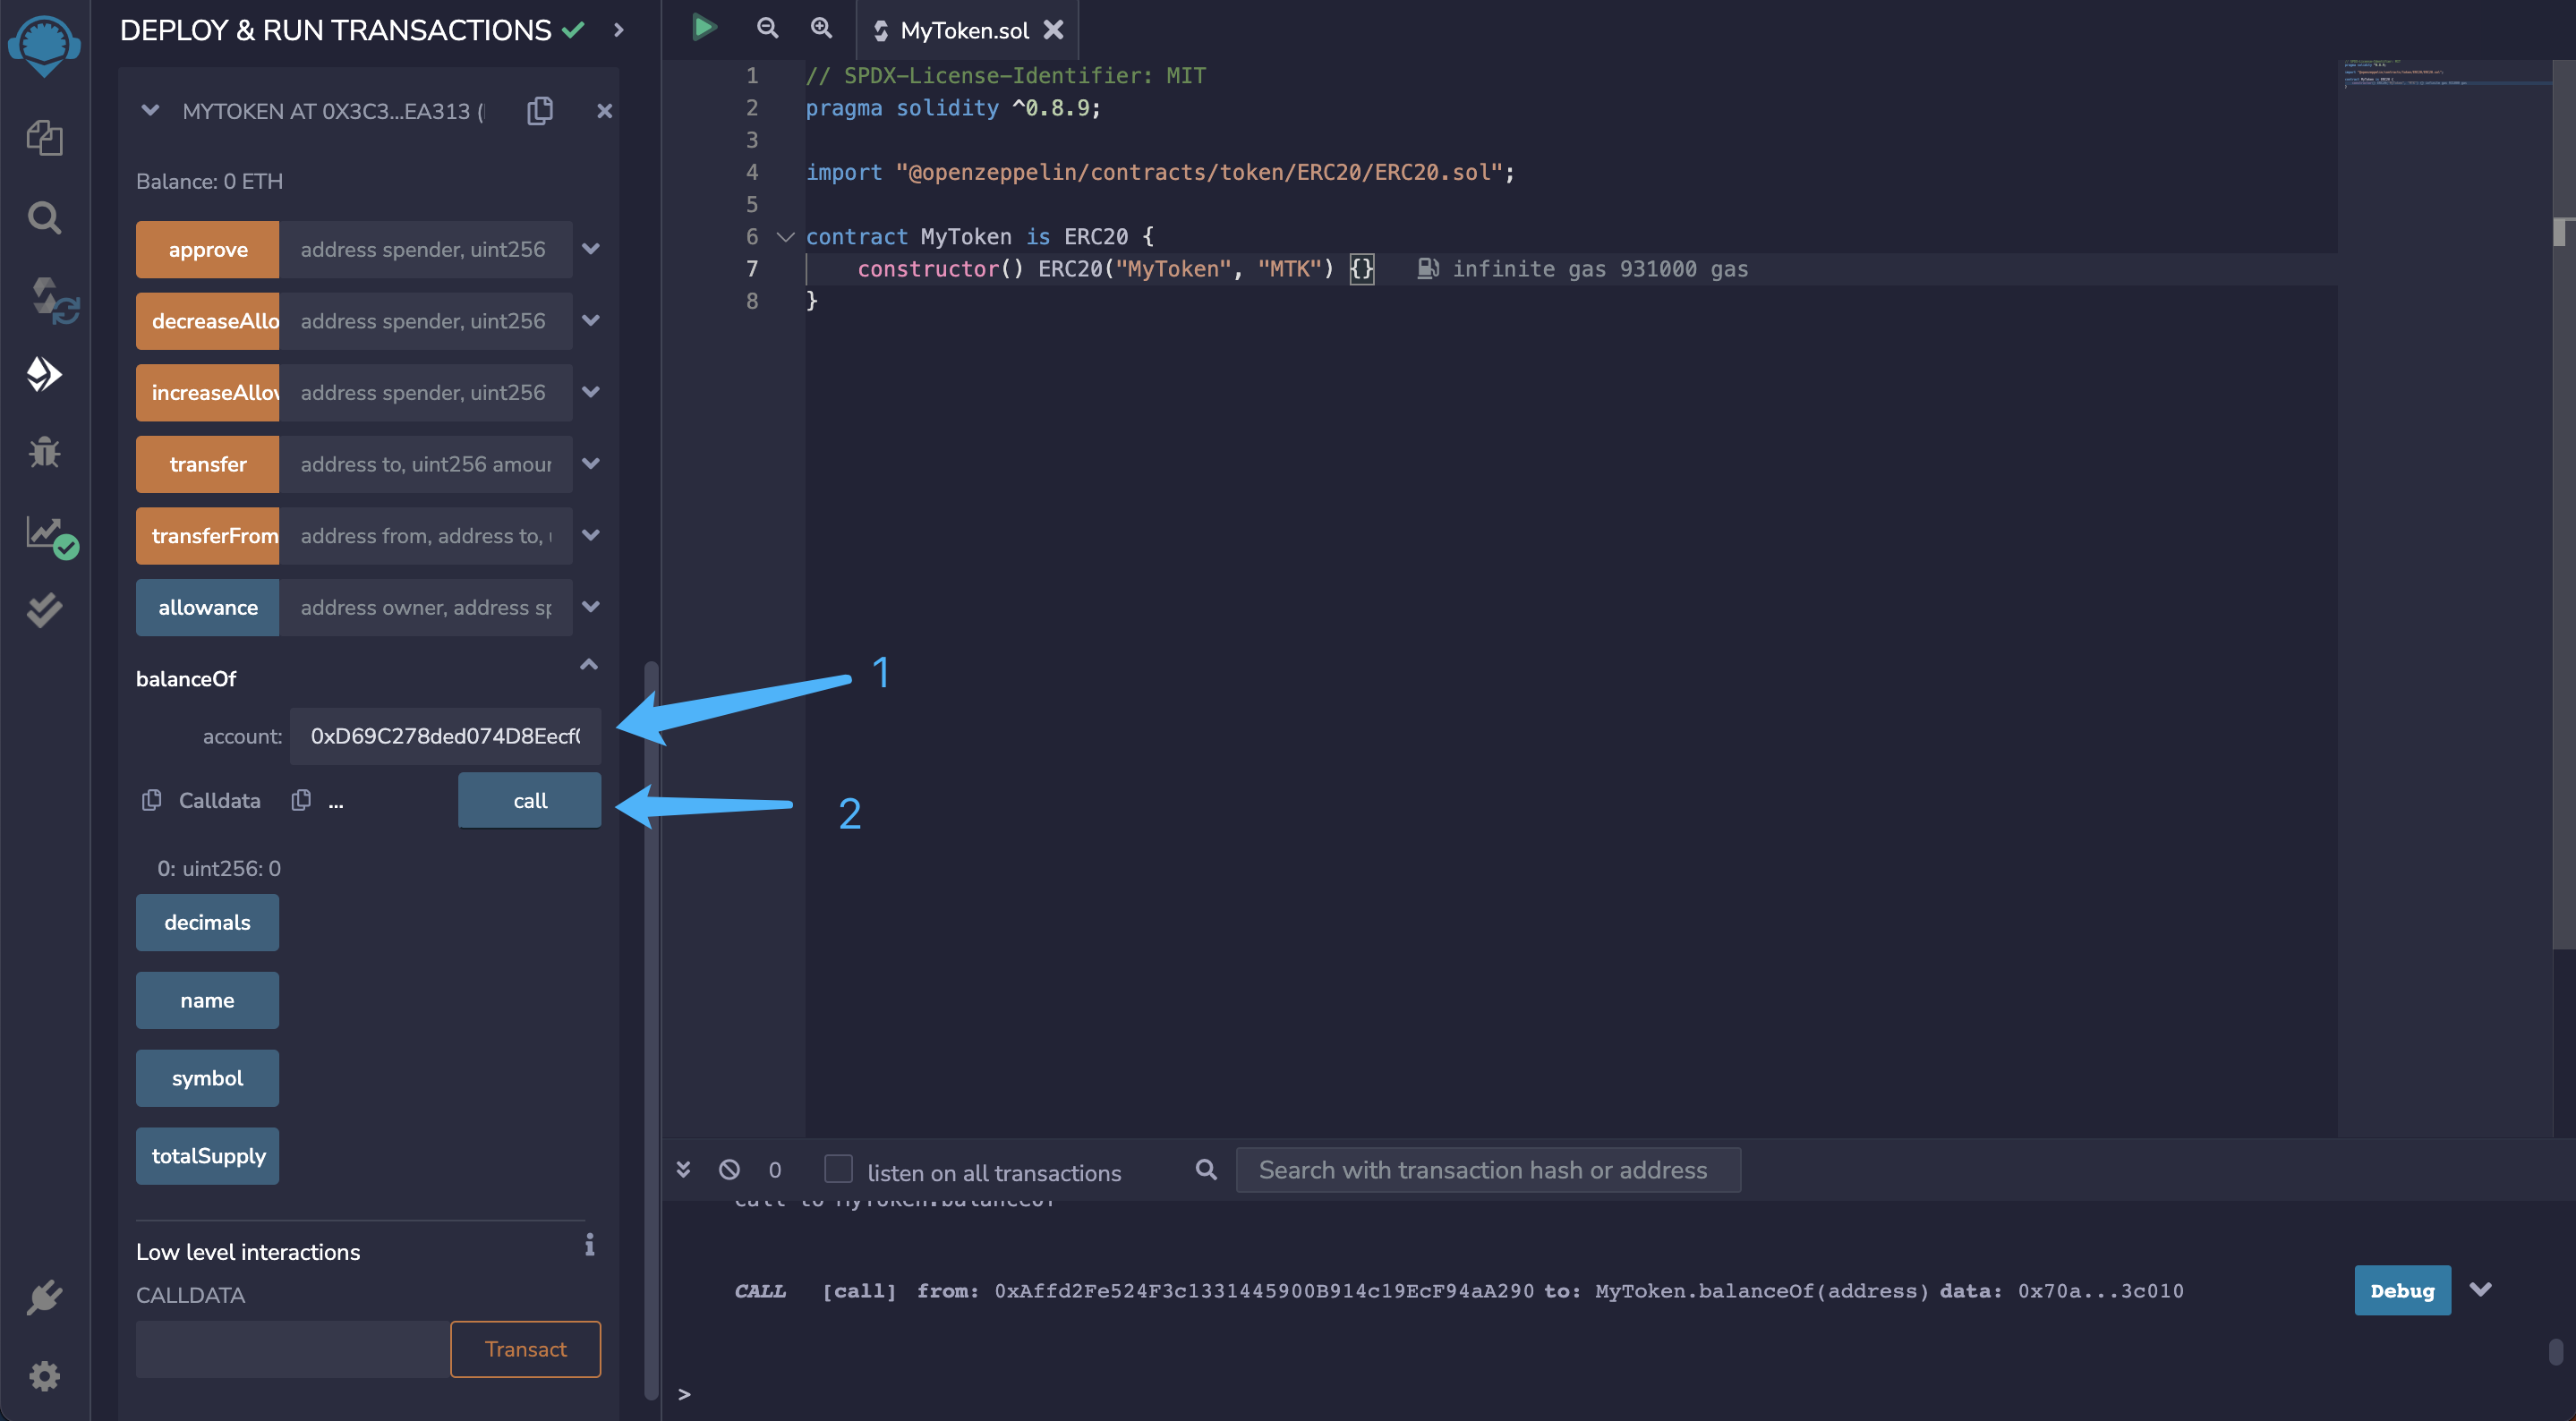 DEPLOY & RUN TRANSACTIONS
MYTOKEN AT 0X3C3...EA313 (
Balance: 0 ETH
approve address spender, uint256
decreaseAllo address spender, uint256
increaseAllow address spender, uint256
transfer address to, uint256 amour
transferFrom address from, address to,
allowance address owner, address sp
balanceOf
account: 0xD69C278ded074D8Eecf0
Calldata ... call
0: uint256: 0
decimals
name
symbol
totalSupply
Low level interactions
CALLDATA
Transact
MyToken.sol
1 // SPDX-License-Identifier: MIT
2 pragma solidity ^0.8.9;
3
4 import "@openzeppelin/contracts/token/ERC20/ERC20.sol";
5
6 contract MyToken is ERC20 {
7 constructor() ERC20("MyToken", "MTK") {} infinite gas 931000 gas
8 }
1
2
0 listen on all transactions Search with transaction hash or address
call to MyToken.balanceOf
CALL [call] from: 0xAffd2Fe524F3c1331445900B914c19EcF94aA290 to: MyToken.balanceOf(address) data: 0x70a...3c010
Debug
>